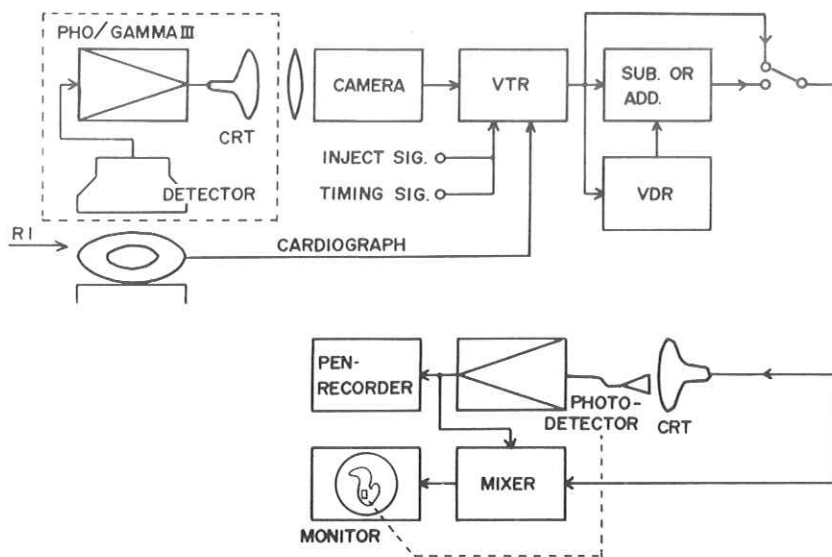 PHO/GAMMA III
CRT
DETECTOR
CAMERA
VTR
SUB. OR
ADD.
VDR
INJECT SIG.
TIMING SIG.
RI
CARDIOGRAPH
PEN-
RECORDER
PHOTO-
DETECTOR
CRT
MIXER
MONITOR